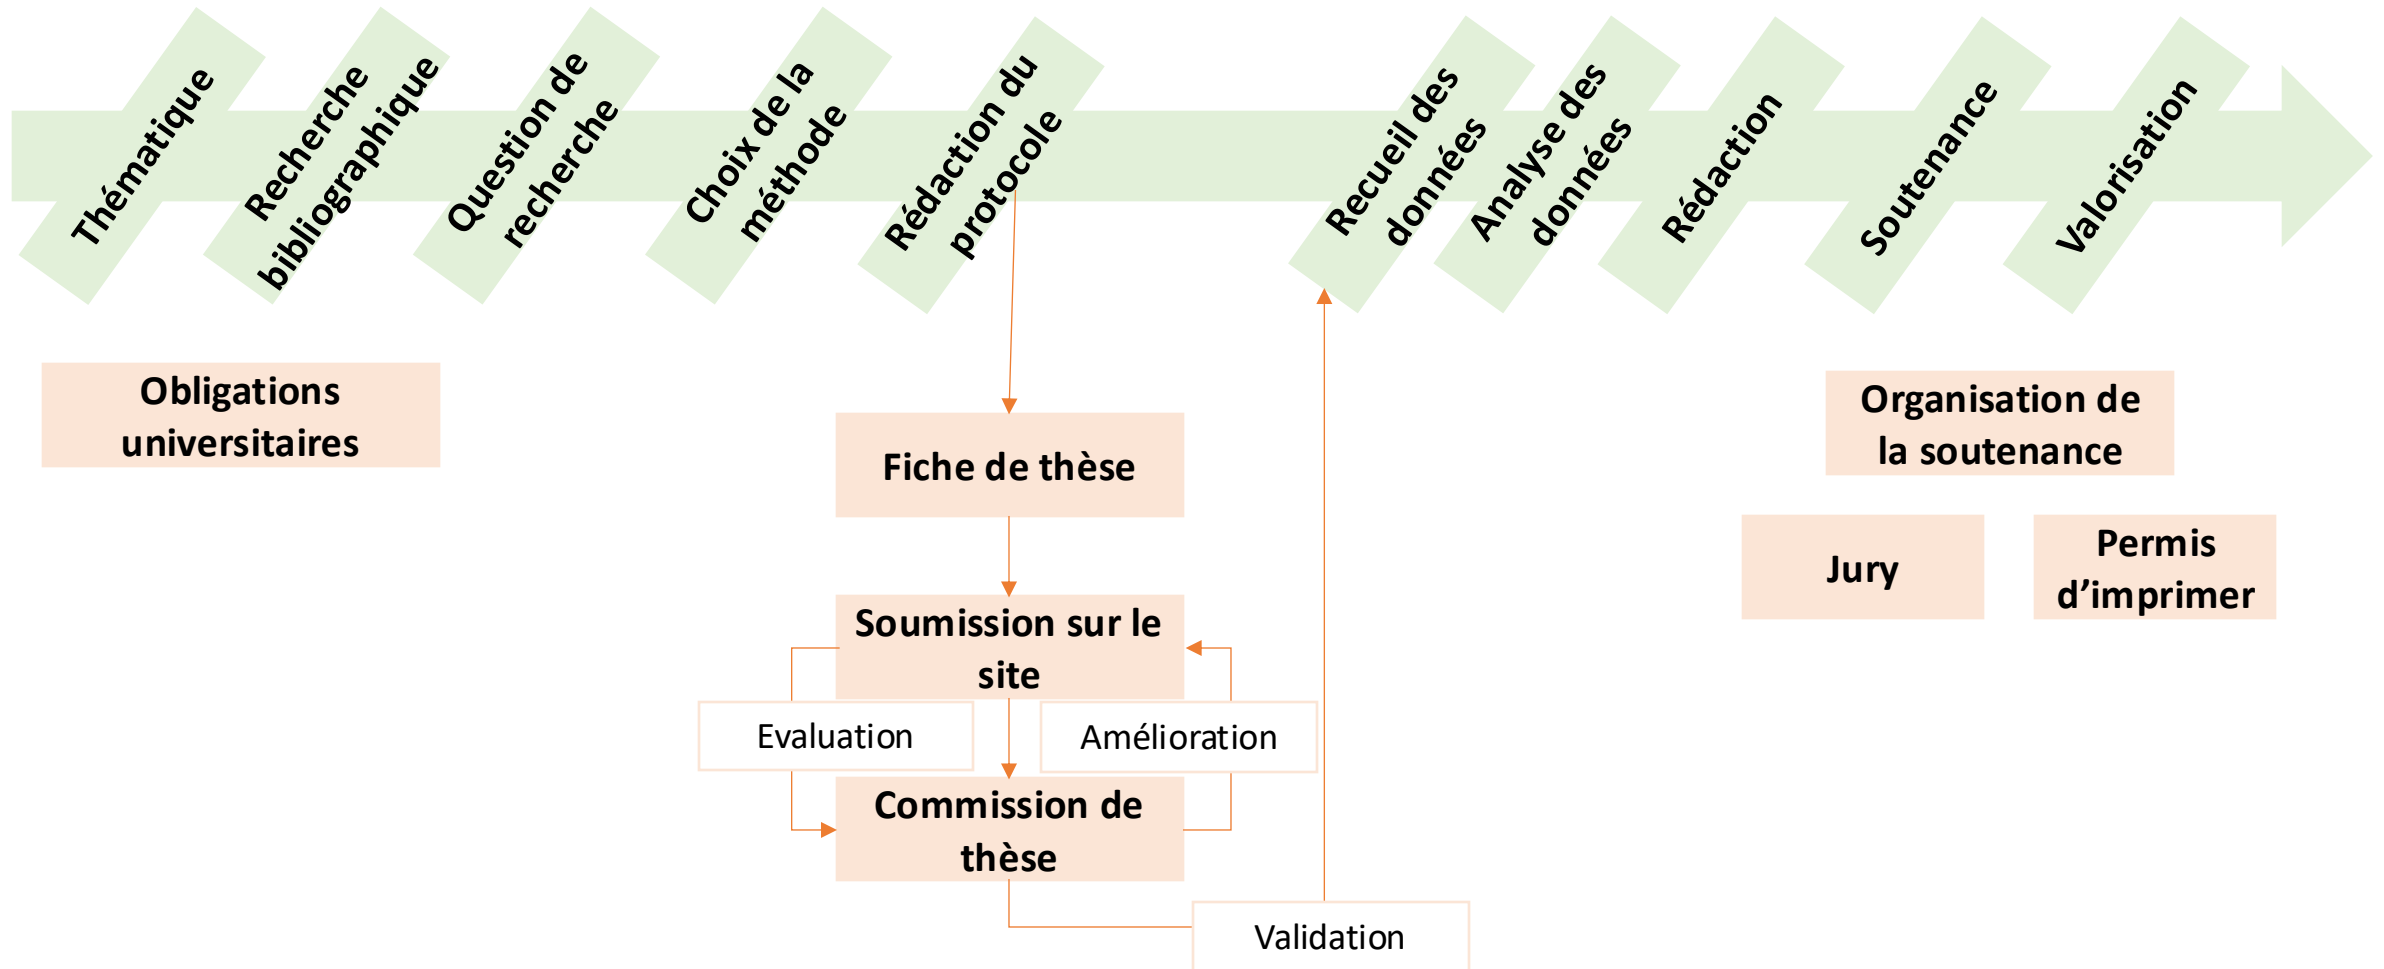 Thématique
Recherche
bibliographique
Question de
recherche
Choix de la
méthode
Rédaction du
protocole
Recueil des
données
Analyse des
données
Rédaction
Soutenance
Valorisation
Obligations
universitaires
Fiche de thèse
Soumission sur le
site
Evaluation
Amélioration
Commission de
thèse
Validation
Organisation de
la soutenance
Jury
Permis
d’imprimer